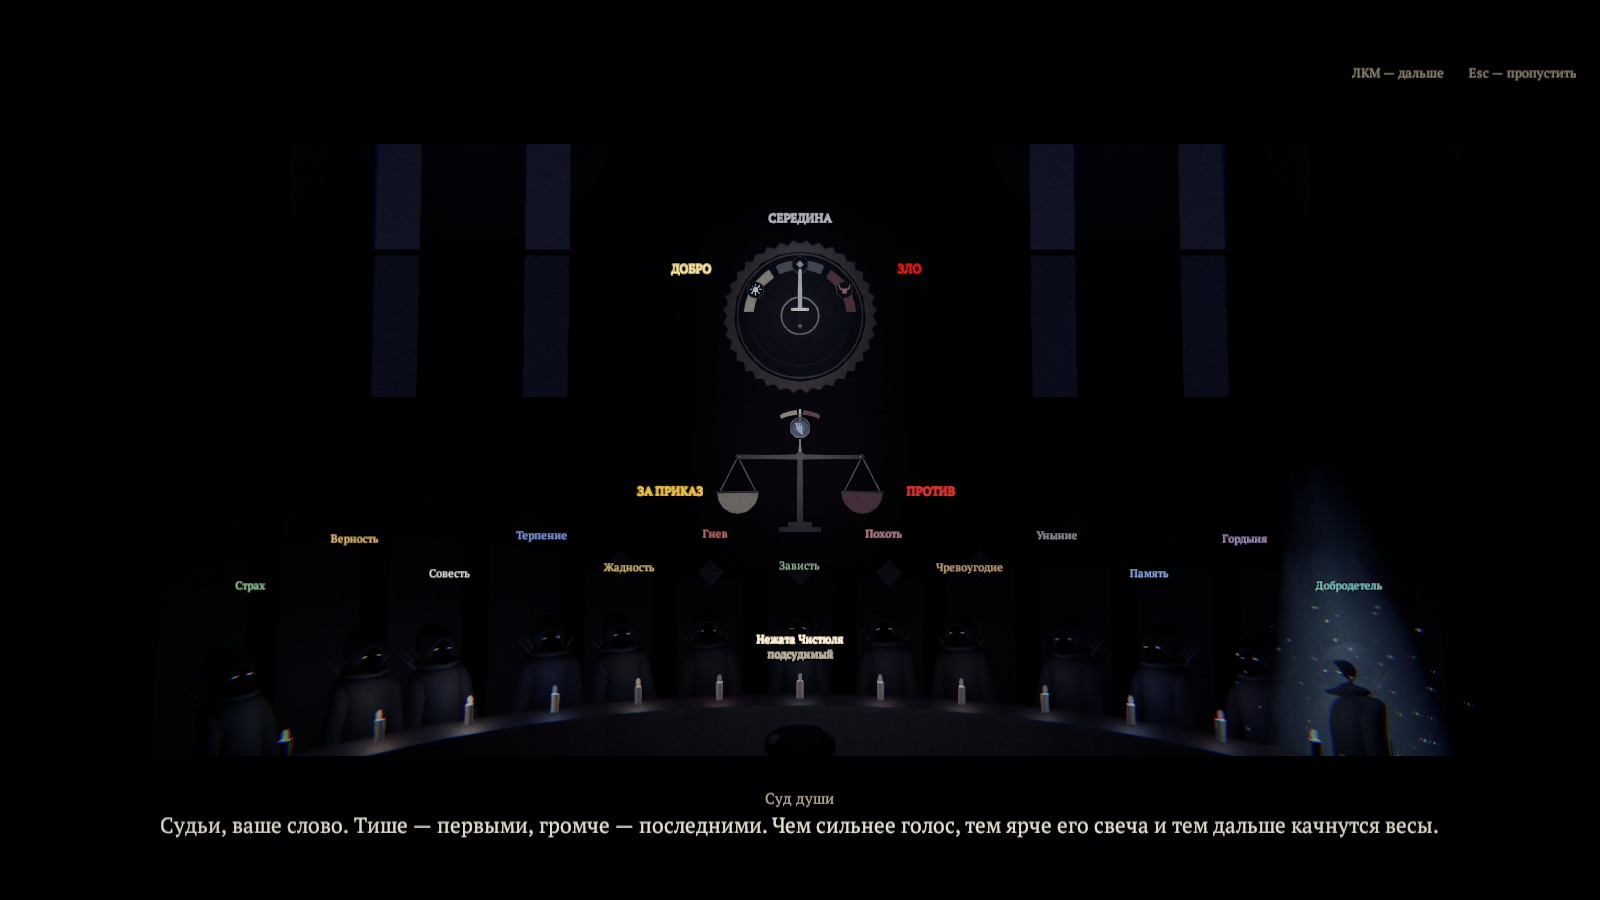 ЛКМ — дальше Esc — пропустить
СЕРЕДИНА
ДОБРО ЗЛО
ЗА ПРИКАЗ ПРОТИВ
Верность Терпение Гнев Похоть Уныние Гордыня
Страх Совесть Жадность Зависть Чревоугодие Память Добродетель
Нежата Чистюля
подсудимый
Суд души
Судьи, ваше слово. Тише — первыми, громче — последними. Чем сильнее голос, тем ярче его свеча и тем дальше качнутся весы.